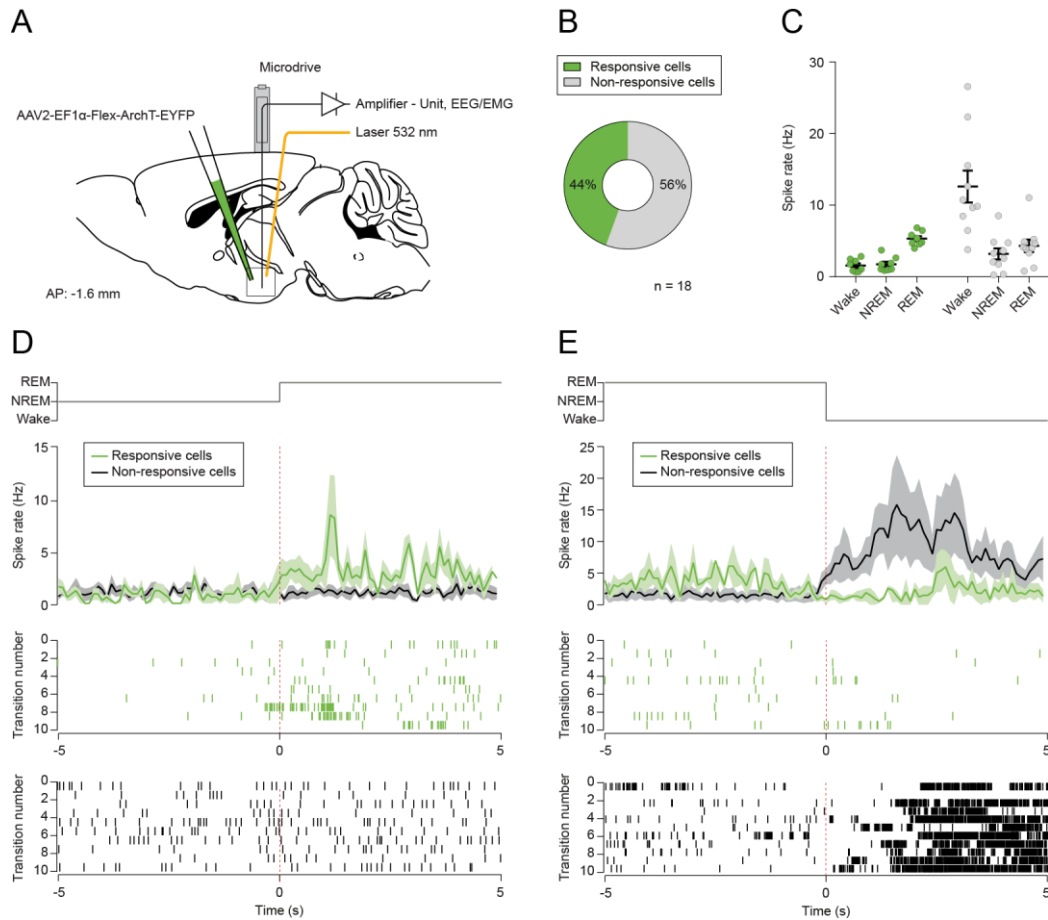 A
Microdrive
AAV2-EF1α-Flex-ArchT-EYFP
Amplifier - Unit, EEG/EMG
Laser 532 nm
AP: -1.6 mm
B
Responsive cells
Non-responsive cells
44%
56%
n = 18
C
30
20
10
0
Spike rate (Hz)
Wake
NREM
REM
Wake
NREM
REM
D
REM
NREM
Wake
15
10
5
0
Spike rate (Hz)
Responsive cells
Non-responsive cells
0
2
4
6
8
10
Transition number
-5
0
5
0
2
4
6
8
10
Transition number
-5
0
5
Time (s)
E
REM
NREM
Wake
25
20
15
10
5
0
Spike rate (Hz)
Responsive cells
Non-responsive cells
0
2
4
6
8
10
Transition number
-5
0
5
0
2
4
6
8
10
Transition number
-5
0
5
Time (s)